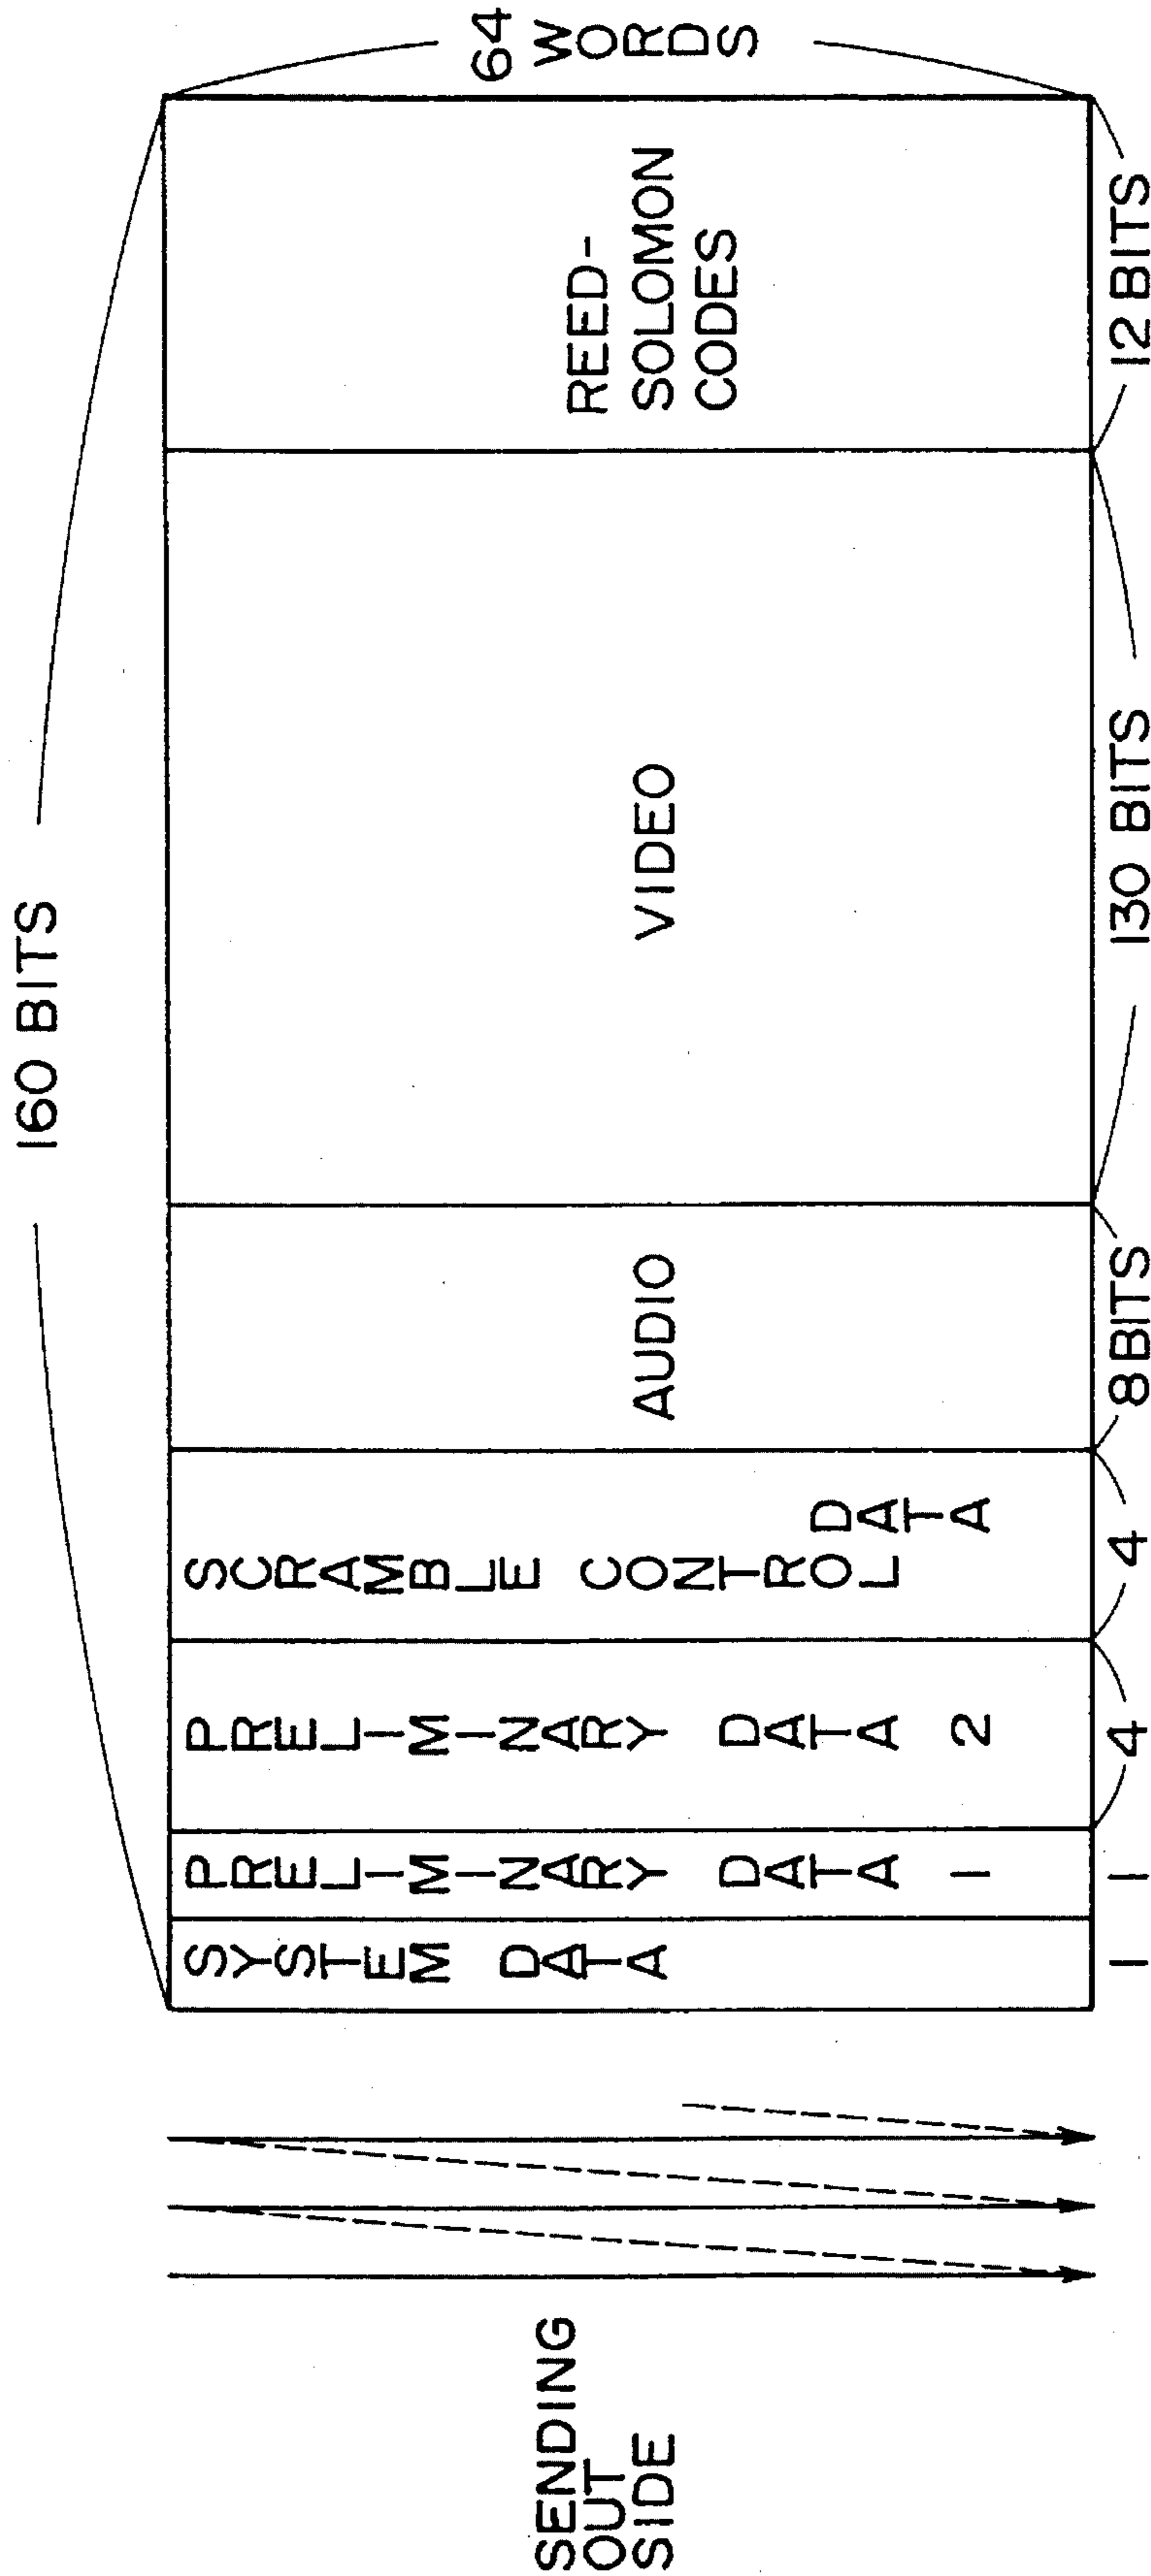 160 BITS
64
WORDS
SYSTEM DATA
PRELIMINARY DATA 1
PRELIMINARY DATA 2
SCRAMBLE CONTROL
DATA
AUDIO
VIDEO
REED-
SOLOMON
CODES
1
1
4
4
8 BITS
130 BITS
12 BITS
SENDING
OUT
SIDE